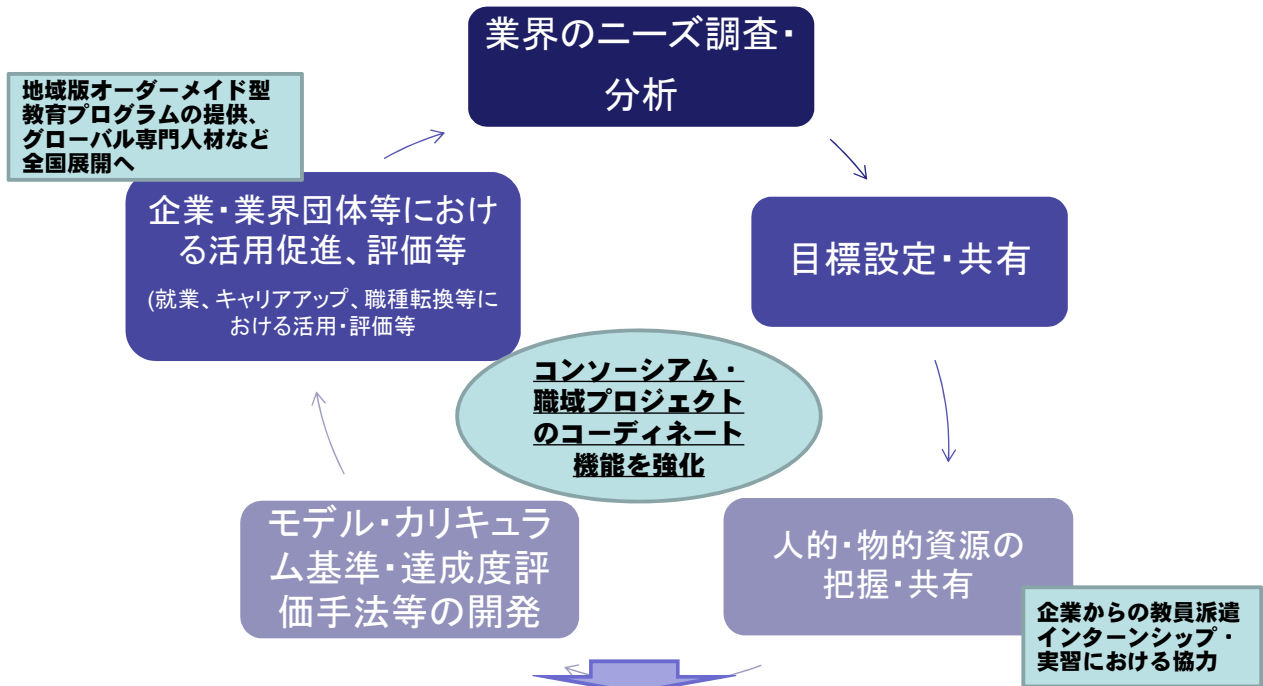 業界のニーズ調査・
分析
地域版オーダーメイド型
教育プログラムの提供、
グローバル専門人材など
全国展開へ
企業・業界団体等におけ
る活用促進、評価等
(就業、キャリアアップ、職種転換等に
おける活用・評価等
目標設定・共有
コンソーシアム・
職域プロジェクト
のコーディネート
機能を強化
モデル・カリキュラ
ム基準・達成度評
価手法等の開発
人的・物的資源の
把握・共有
企業からの教員派遣
インターンシップ・
実習における協力